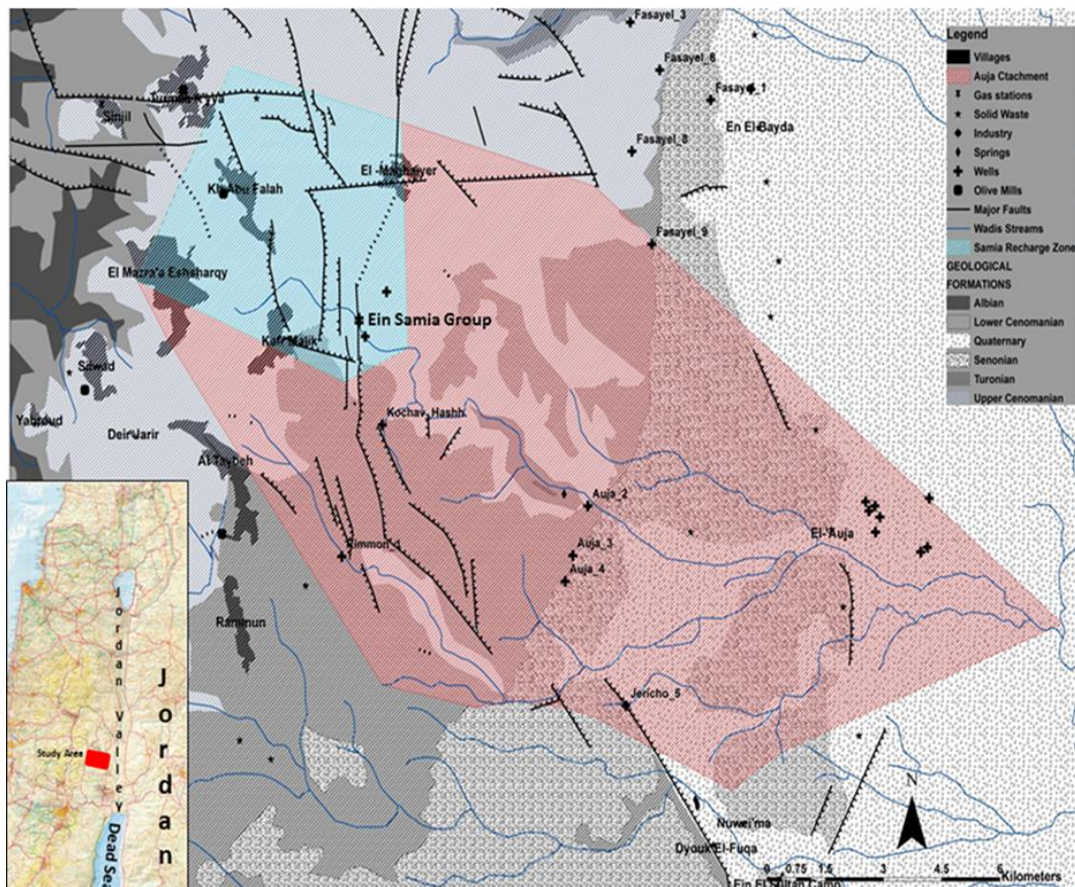 Fasayel_3
Fasayel_6
Fasayel_1
En El-Bayda
Fasayel_8
Sinjil
El -Maghayer
Kh Abu Falah
Fasayel_9
El Mazra'a Eshsharqy
Ein Samia Group
Kafr Malik
Silwad
Yabroud
Deir Jarir
Kochav_Hashh
Al Taybeh
Auja_2
El-'Auja
Rimmon_1
Auja_3
Auja_4
Rammun
Jericho_5
Nuwei'ma
Dyouk El-Fuqa
Legend
Villages
Auja Ctachment
Gas stations
Solid Waste
Industry
Springs
Wells
Olive Mills
Major Faults
Wadis Streams
Samia Recharge Zone
GEOLOGICAL
FORMATIONS
Albian
Lower Cenomanian
Quaternary
Senonian
Turonian
Upper Cenomanian
Jordan Valley
Jordan
Study Area
Dead Sea
N
0 0.75 1.5 3 4.5 6
Kilometers